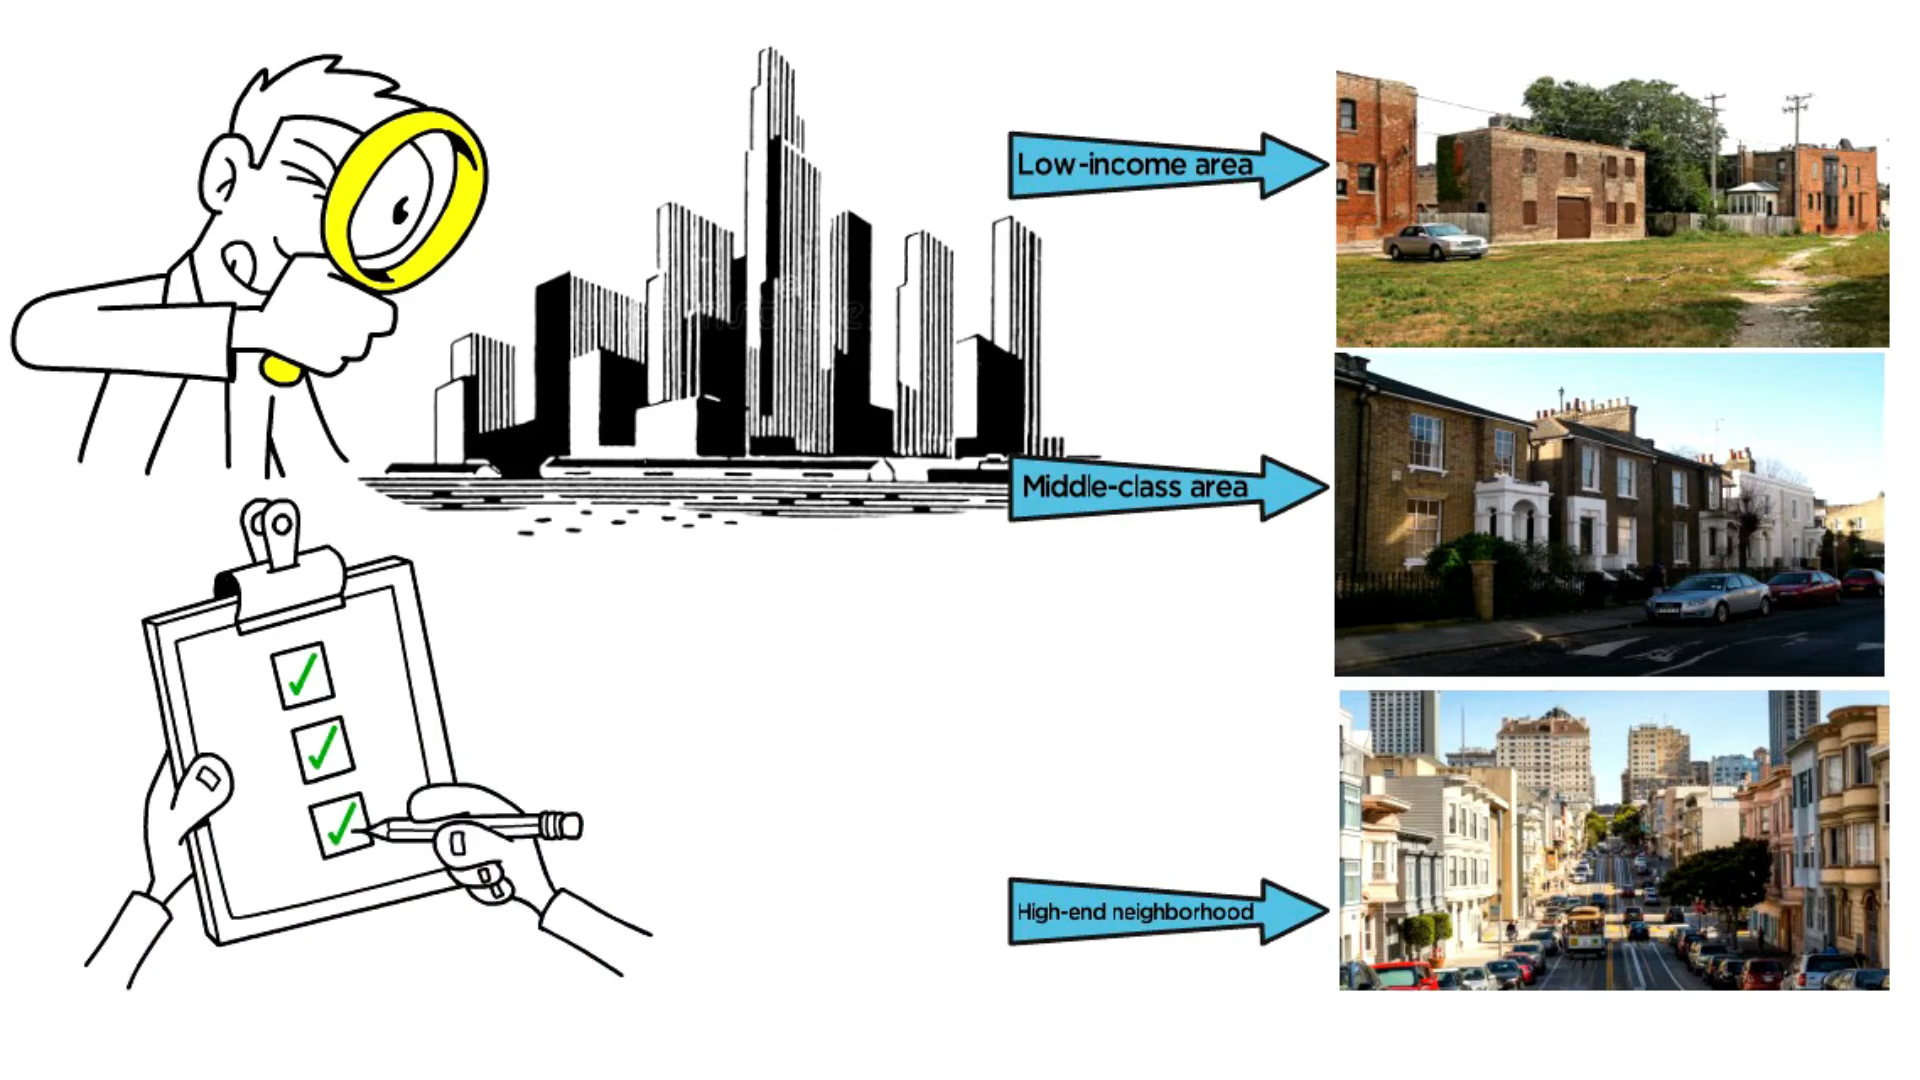 Low-income area
Middle-class area
High-end neighborhood